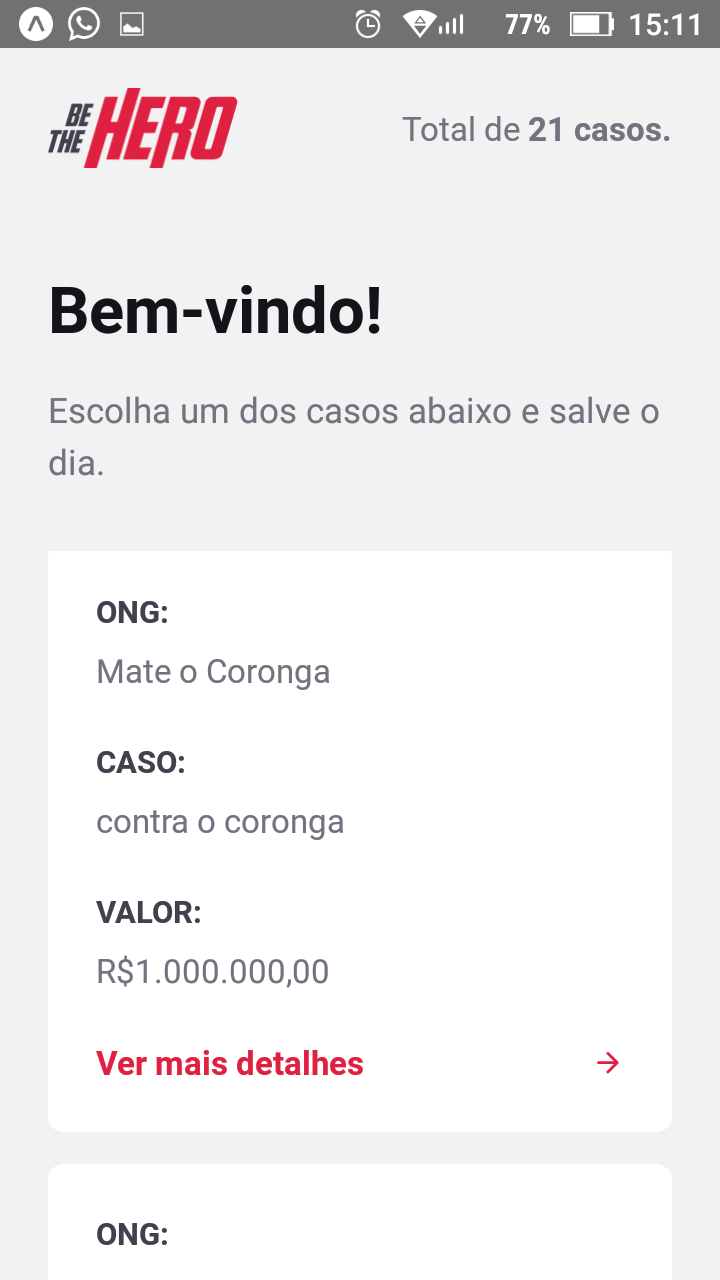 77% 15:11
BE THE HERO
Total de 21 casos.
Bem-vindo!
Escolha um dos casos abaixo e salve o
dia.
ONG:
Mate o Coronga
CASO:
contra o coronga
VALOR:
R$1.000.000,00
Ver mais detalhes
ONG: